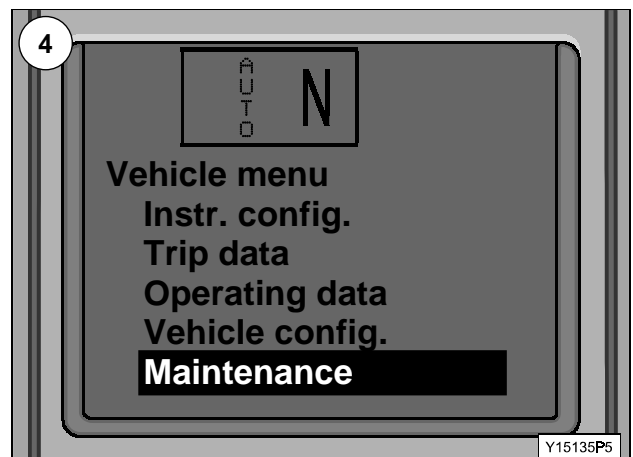 4
AUTO N
Vehicle menu
Instr. config.
Trip data
Operating data
Vehicle config.
Maintenance
Y15135P5